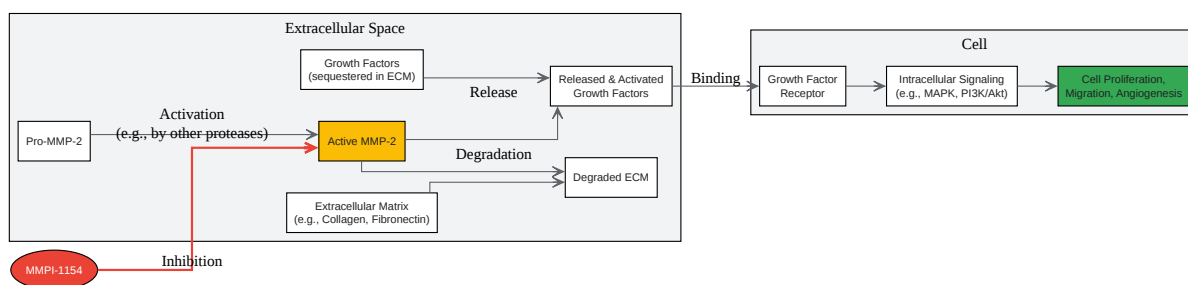 Extracellular Space
Growth Factors
(sequestered in ECM)
Release
Released & Activated
Growth Factors
Pro-MMP-2
Activation
(e.g., by other proteases)
Active MMP-2
Degradation
Degraded ECM
Extracellular Matrix
(e.g., Collagen, Fibronectin)
MMPI-1154
Inhibition
Binding
Cell
Growth Factor
Receptor
Intracellular Signaling
(e.g., MAPK, PI3K/Akt)
Cell Proliferation,
Migration, Angiogenesis